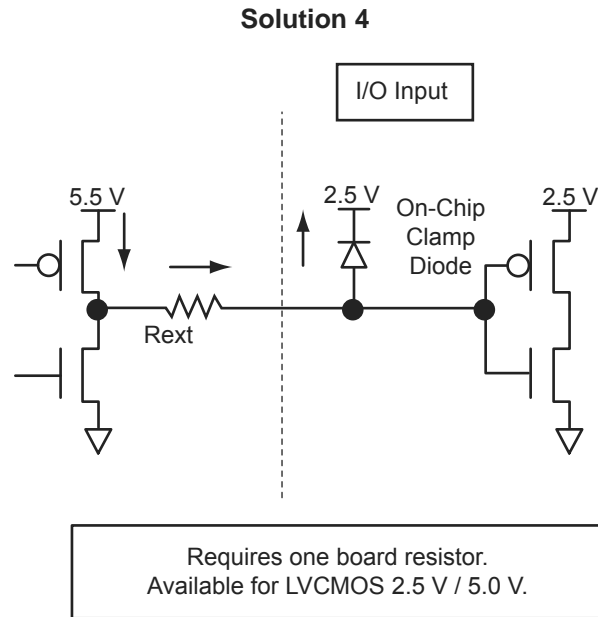 Solution 4
I/O Input
5.5 V
2.5 V
On-Chip
Clamp
Diode
2.5 V
Rext
Requires one board resistor.
Available for LVCMOS 2.5 V / 5.0 V.